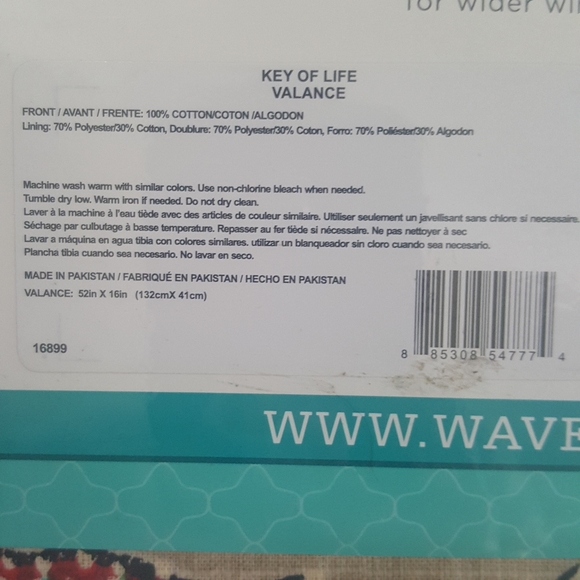 for wider
KEY OF LIFE
VALANCE
FRONT / AVANT / FRENTE: 100% COTTON/COTON /ALGODON
Lining: 70% Polyester/30% Cotton, Doublure: 70% Polyester/30% Coton, Forro: 70% Poliéster/30% Algodon
Machine wash warm with similar colors. Use non-chlorine bleach when needed.
Tumble dry low. Warm iron if needed. Do not dry clean.
Laver à la machine à l'eau tiède avec des articles de couleur similaire. Ultiliser seulement un javellisant sans chlore si necessaire.
Séchage par culbutage à basse temperature. Repasser au fer tiède si nécessaire. Ne pas nettoyer à sec
Lavar a máquina en agua tibia con colores similares. utilizar un blanqueador sin cloro cuando sea necesario.
Plancha tibia cuando sea necesario. No lavar en seco.
MADE IN PAKISTAN / FABRIQUÉ EN PAKISTAN / HECHO EN PAKISTAN
VALANCE: 52in X 16in (132cmX 41cm)
16899
8 85308 54777 4
WWW.WAVE